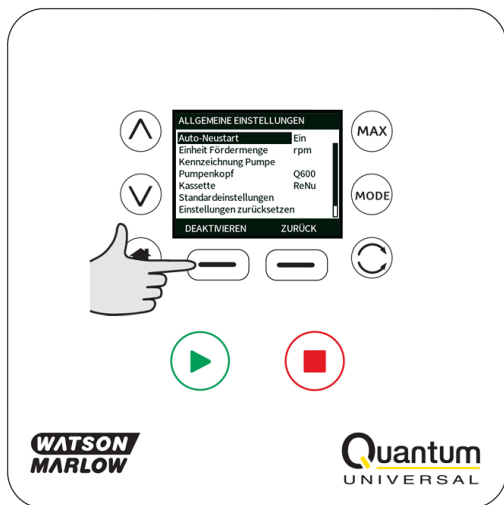 ALLGEMEINE EINSTELLUNGEN
Auto-Neustart Ein
Einheit Fördermenge rpm
Kennzeichnung Pumpe
Pumpenkopf Q600
Kassette ReNu
Standardeinstellungen
Einstellungen zurücksetzen
DEAKTIVIEREN ZURÜCK
MAX
MODE
WATSON
MARLOW
Quantum
UNIVERSAL